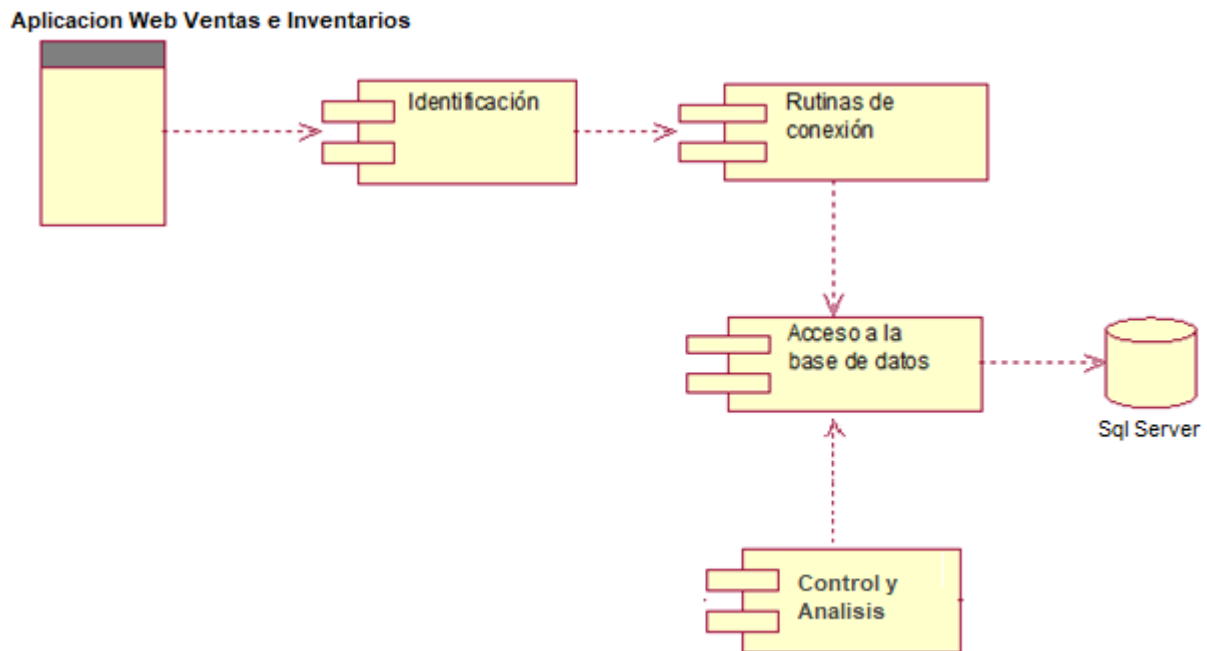 Aplicacion Web Ventas e Inventarios
Identificación
Rutinas de
conexión
Acceso a la
base de datos
Sql Server
Control y
Analisis